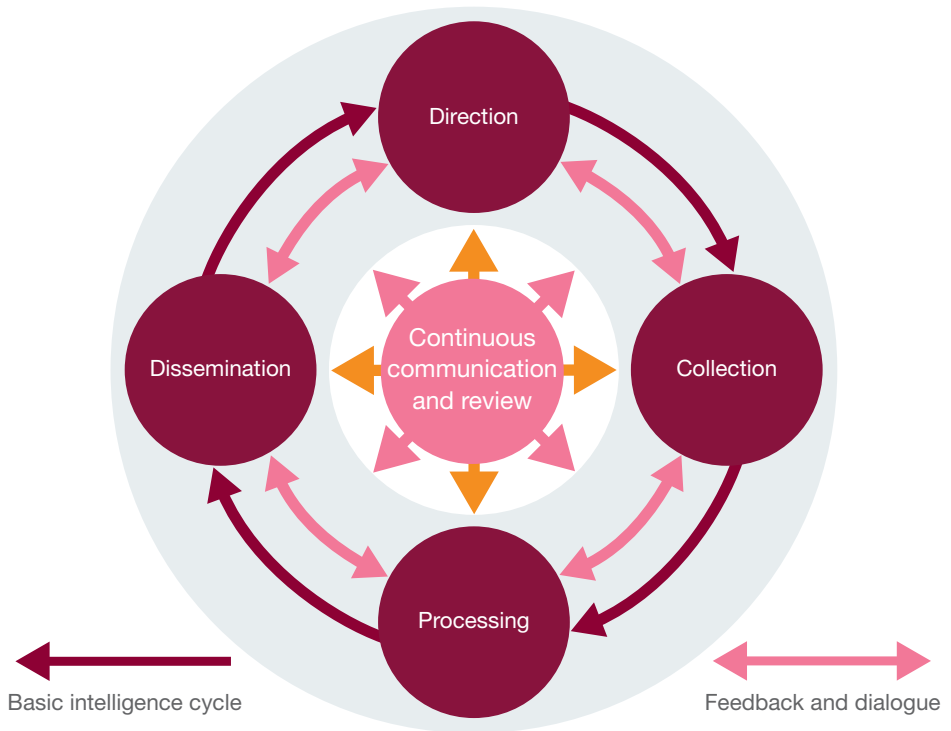 Direction
Dissemination
Continuous
communication
and review
Collection
Processing
Basic intelligence cycle
Feedback and dialogue